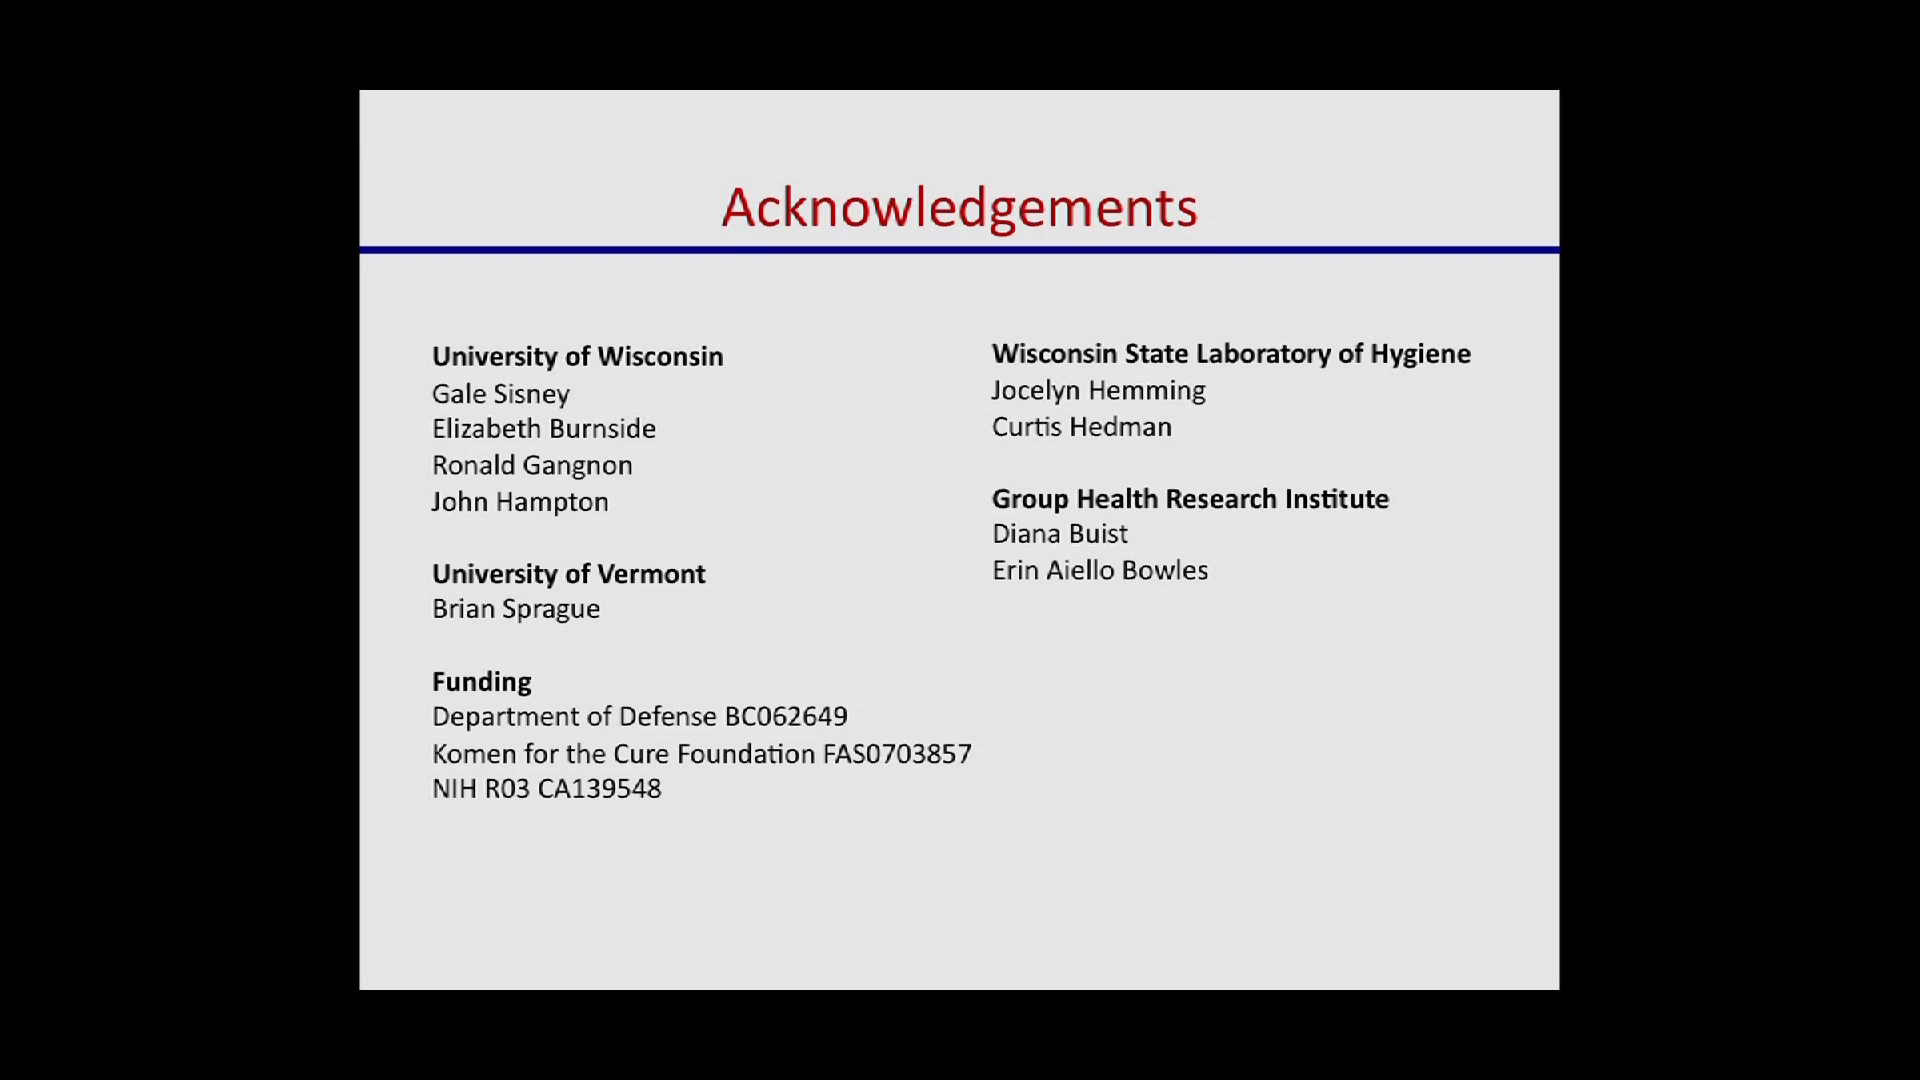 Acknowledgements
University of Wisconsin
Gale Sisney
Elizabeth Burnside
Ronald Gangnon
John Hampton
University of Vermont
Brian Sprague
Funding
Department of Defense BC062649
Komen for the Cure Foundation FAS0703857
NIH R03 CA139548
Wisconsin State Laboratory of Hygiene
Jocelyn Hemming
Curtis Hedman
Group Health Research Institute
Diana Buist
Erin Aiello Bowles